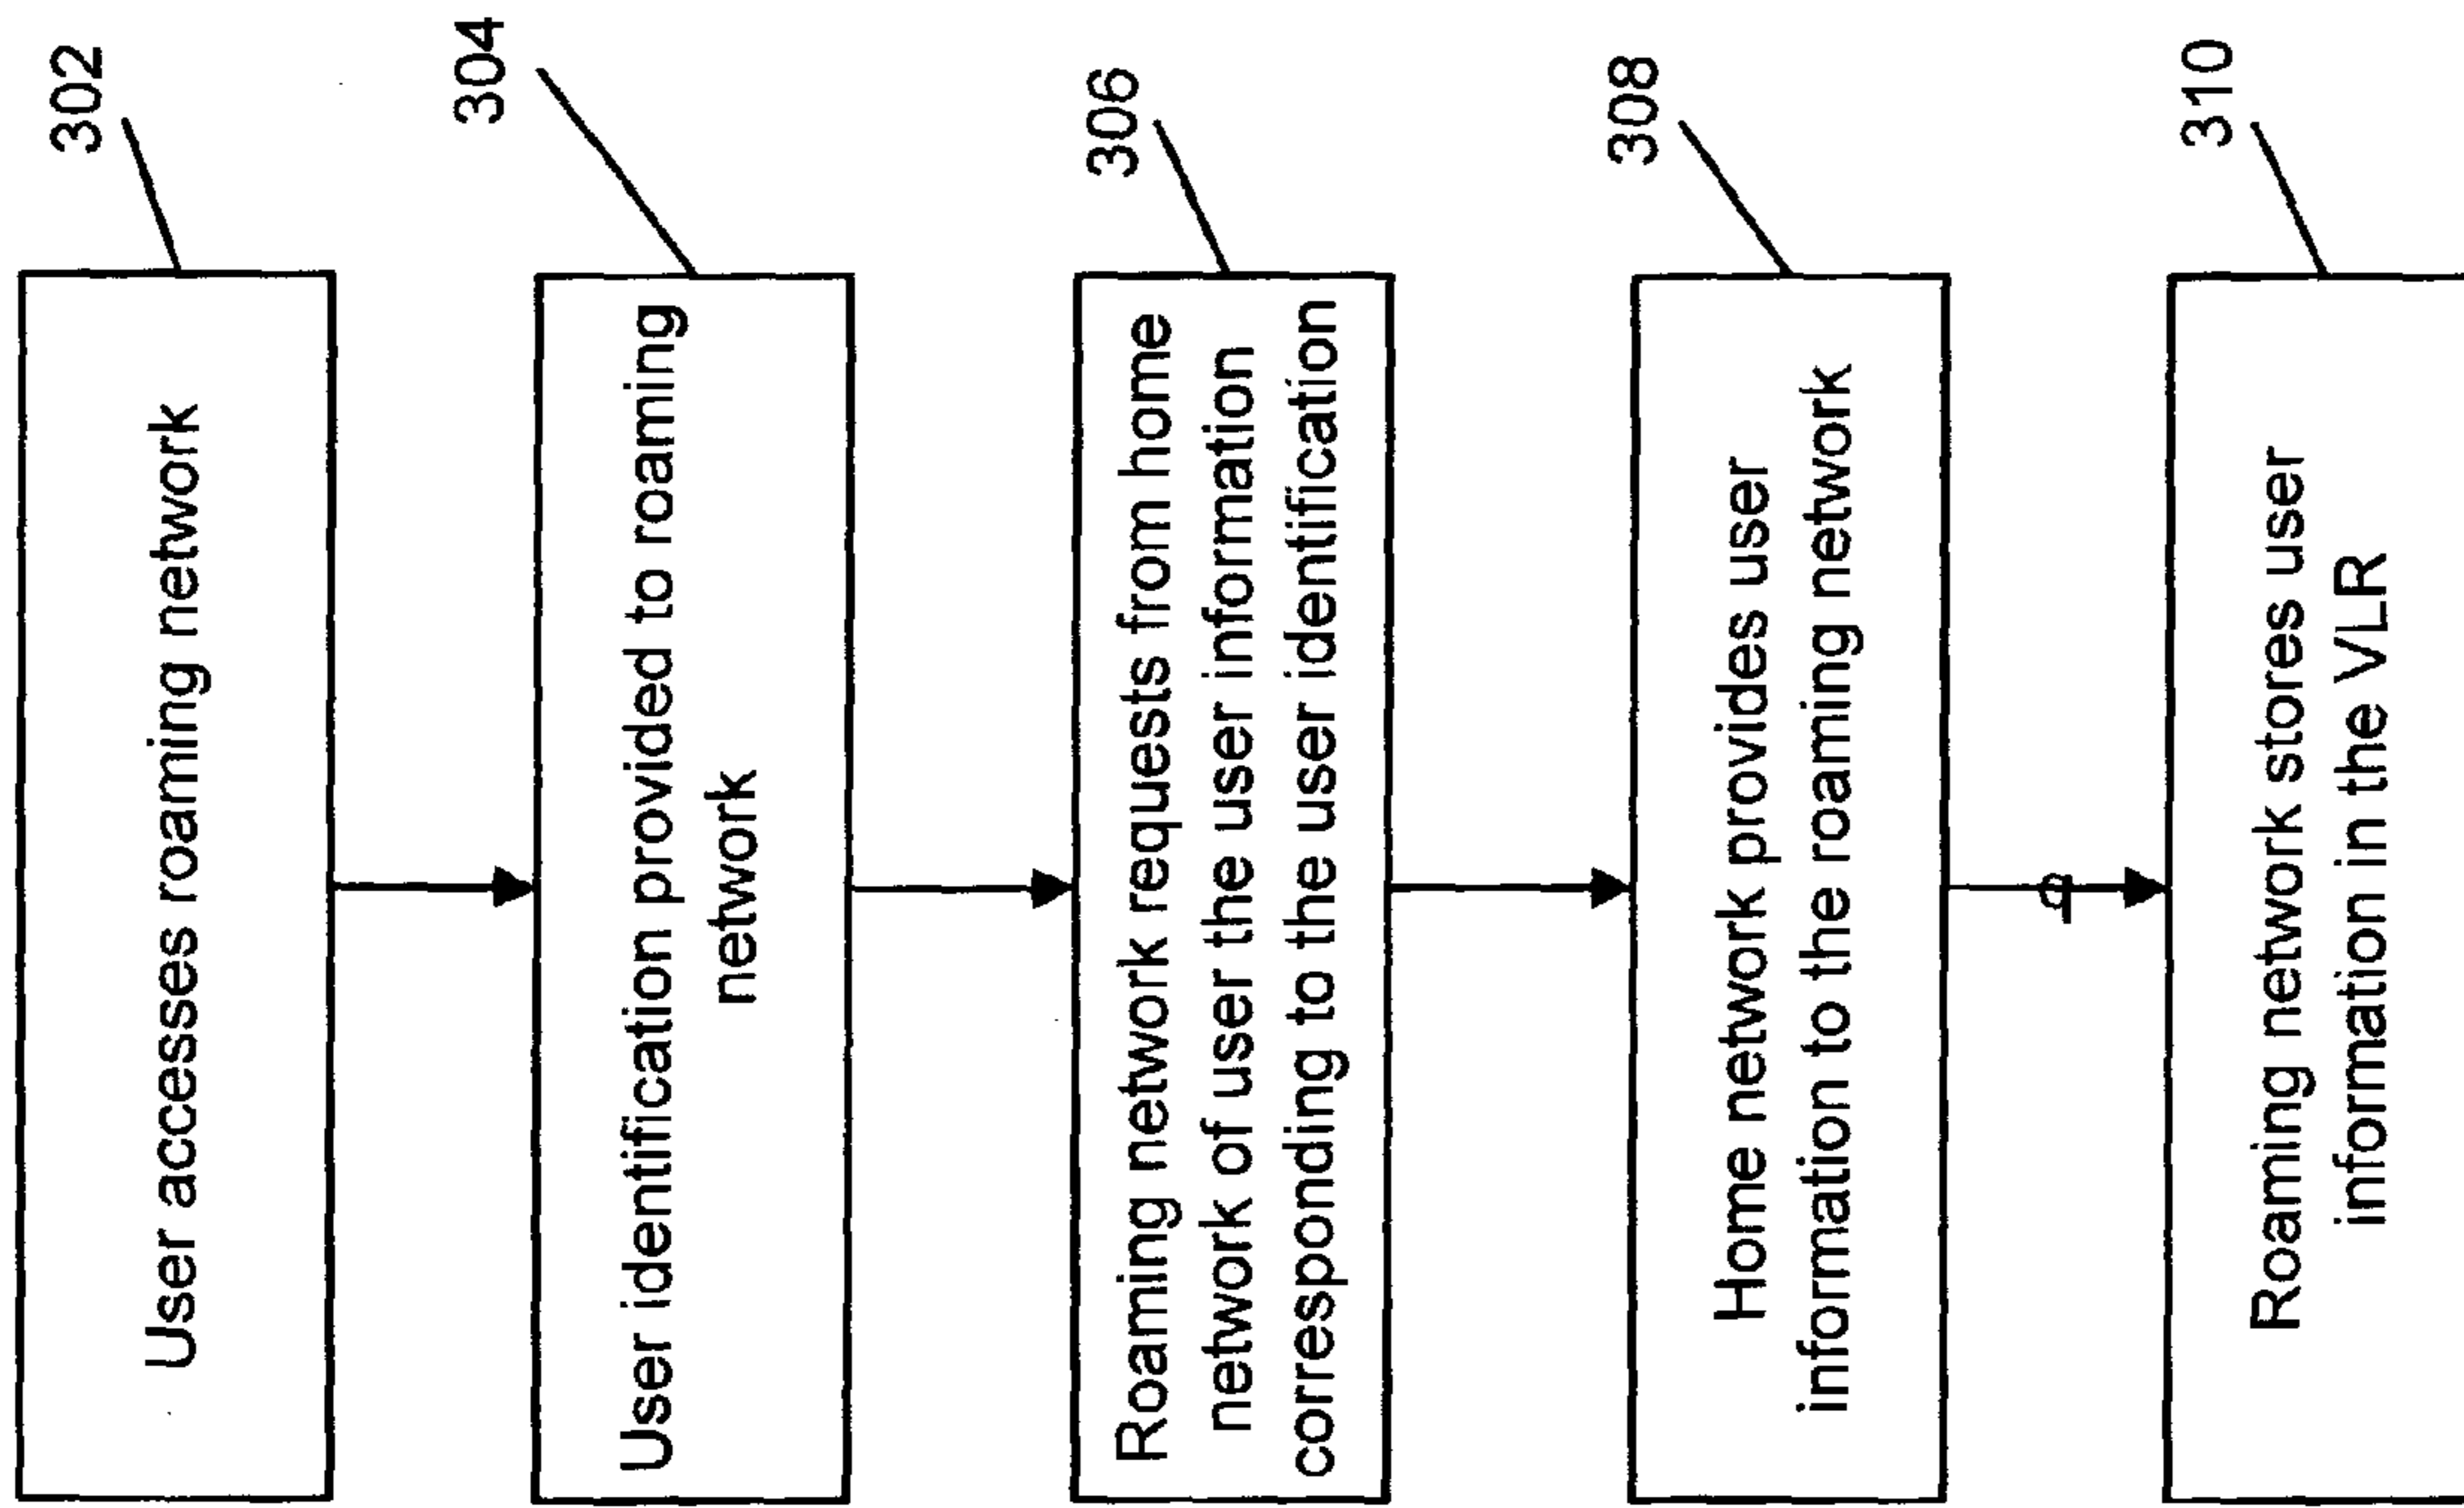 302
User accesses roaming network
304
User identification provided to roaming
network
306
Roaming network requests from home
network of user the user information
corresponding to the user identification
308
Home network provides user
information to the roaming network
q
310
Roaming network stores user
information in the VLR